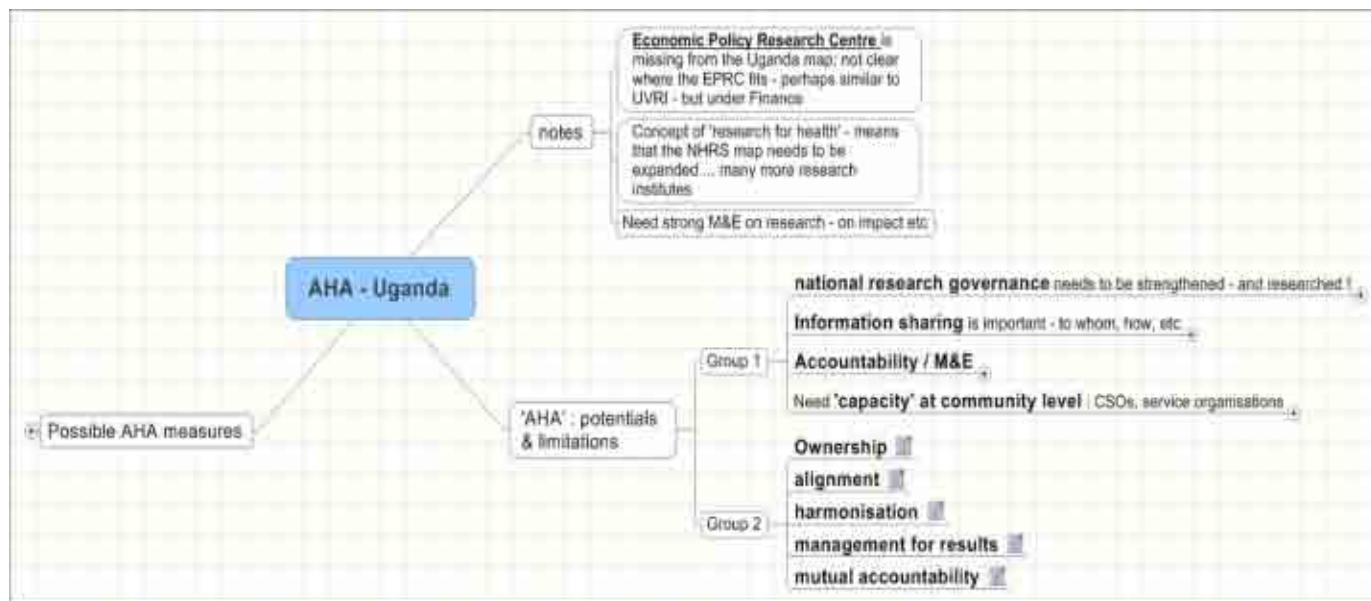 Economic Policy Research Centre is
missing from the Uganda map; not clear
where the EPRC fits - perhaps similar to
UVRI - but under Finance
notes
Concept of 'research for health' - means
that the NHRS map needs to be
expanded ... many more research
institutes
Need strong M&E on research - on impact etc
AHA - Uganda
Possible AHA measures
'AHA' : potentials
& limitations
Group 1
national research governance needs to be strengthened - and researched !
Information sharing is important - to whom, how, etc
Accountability / M&E
Need 'capacity' at community level : CSOs, service organisations
Group 2
Ownership
alignment
harmonisation
management for results
mutual accountability